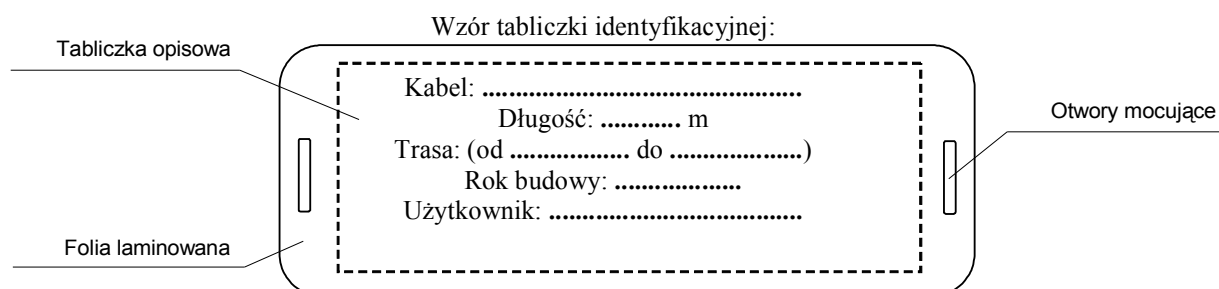 Wzór tabliczki identyfikacyjnej:
Tabliczka opisowa
Kabel: ................................................
Długość: ............ m
Otwory mocujące
Trasa: (od .................. do ....................)
Rok budowy: ...................
Użytkownik: ......................................
Folia laminowana